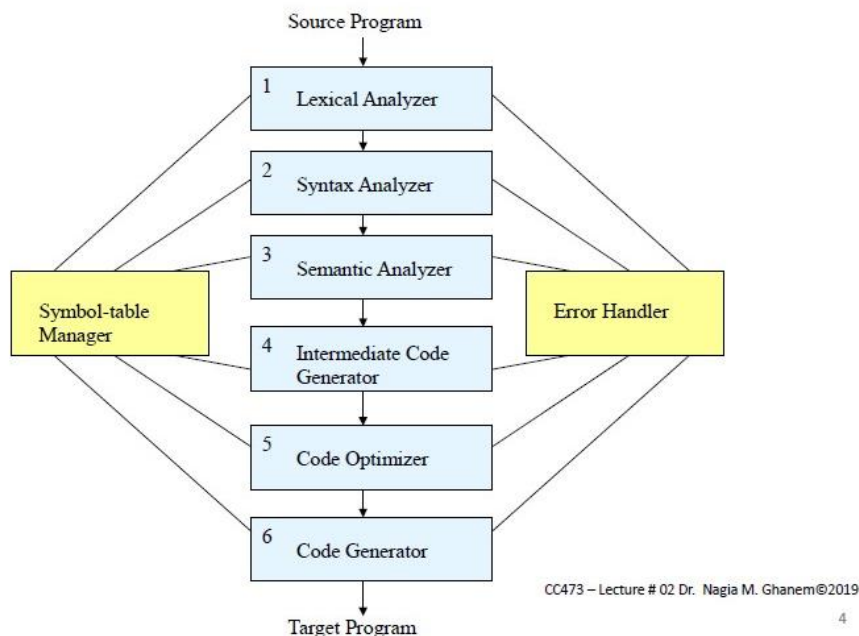 Source Program
1
Lexical Analyzer
2
Syntax Analyzer
3
Semantic Analyzer
Symbol-table
Manager
Error Handler
4
Intermediate Code
Generator
5
Code Optimizer
6
Code Generator
Target Program
CC473 – Lecture # 02 Dr. Nagia M. Ghanem©2019
4